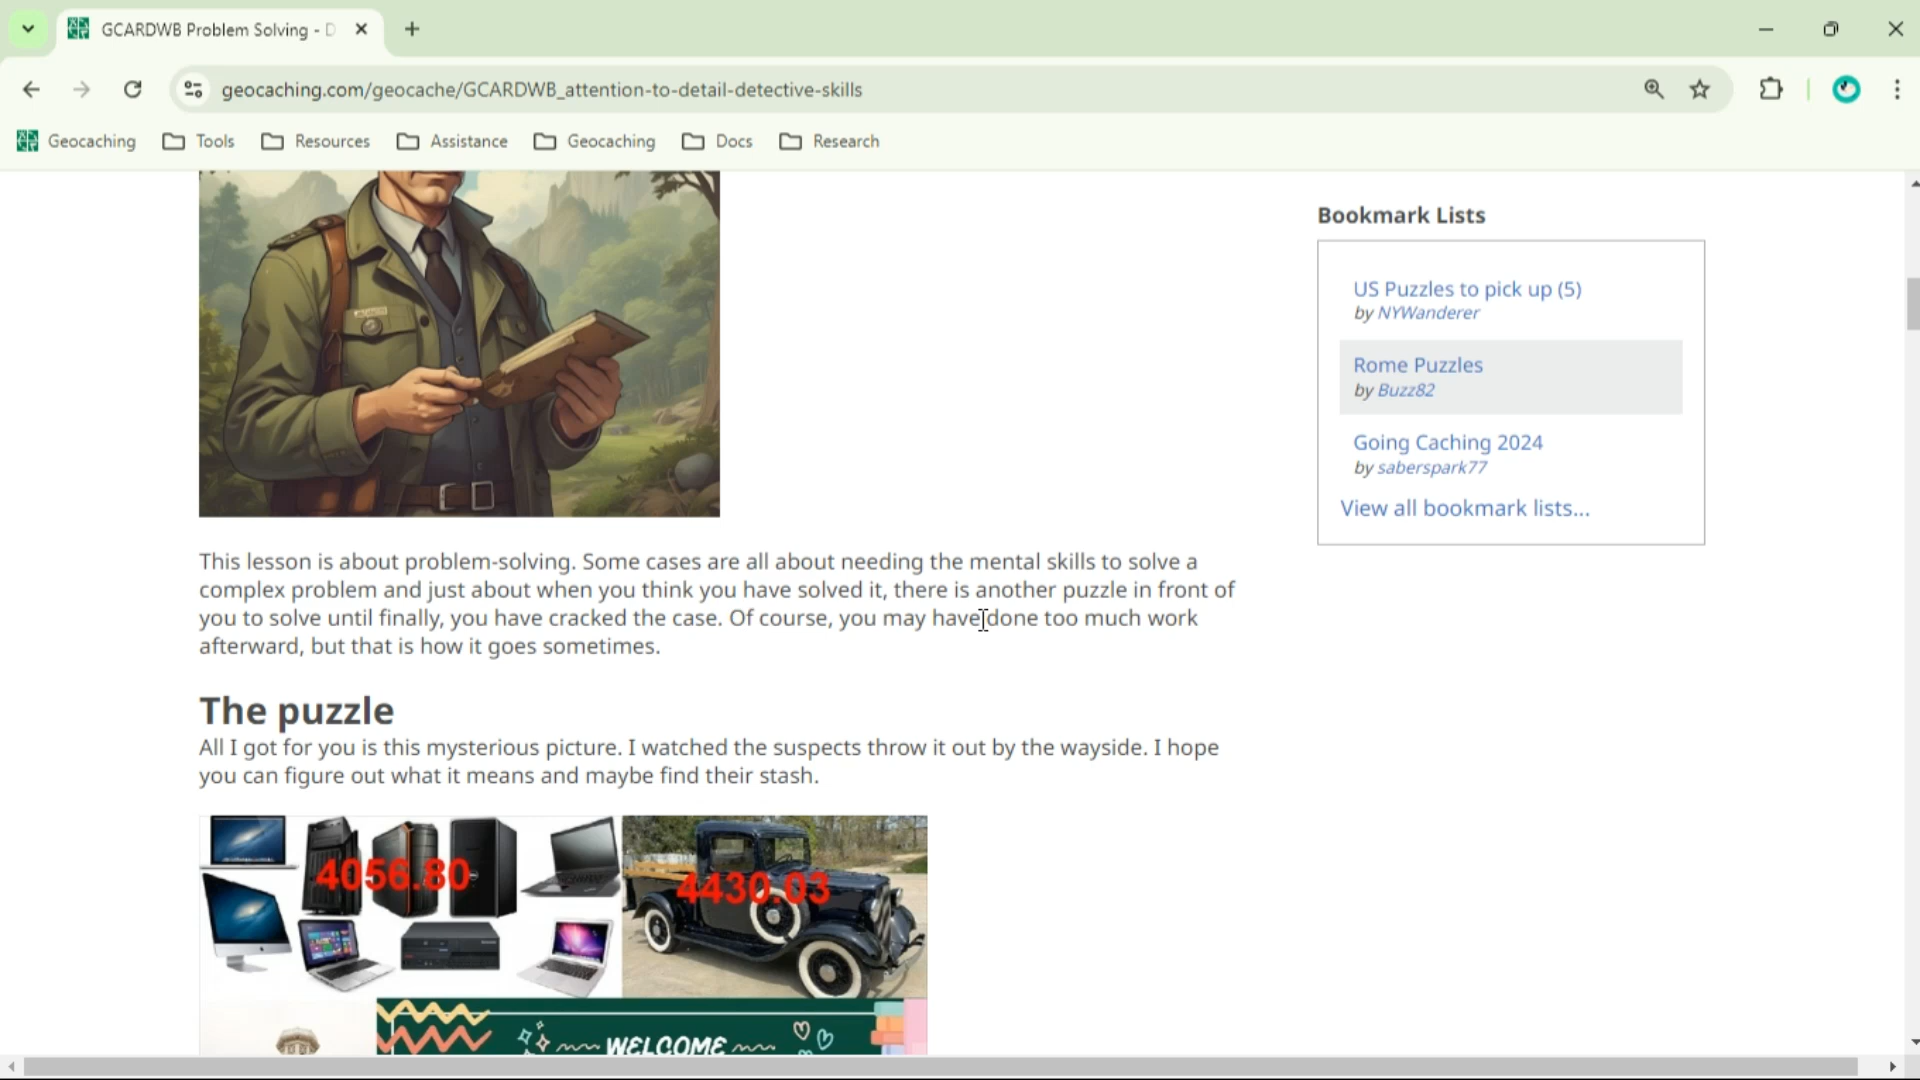 GCARDWB Problem Solving - D
geocaching.com/geocache/GCARDWB_attention-to-detail-detective-skills
Geocaching Tools Resources Assistance Geocaching Docs Research
Bookmark Lists
US Puzzles to pick up (5)
by NYWanderer
Rome Puzzles
by Buzz82
Going Caching 2024
by saberspark77
View all bookmark lists...
This lesson is about problem-solving. Some cases are all about needing the mental skills to solve a
complex problem and just about when you think you have solved it, there is another puzzle in front of
you to solve until finally, you have cracked the case. Of course, you may have done too much work
afterward, but that is how it goes sometimes.
The puzzle
All I got for you is this mysterious picture. I watched the suspects throw it out by the wayside. I hope
you can figure out what it means and maybe find their stash.
4056.80
4430.03
WELCOME